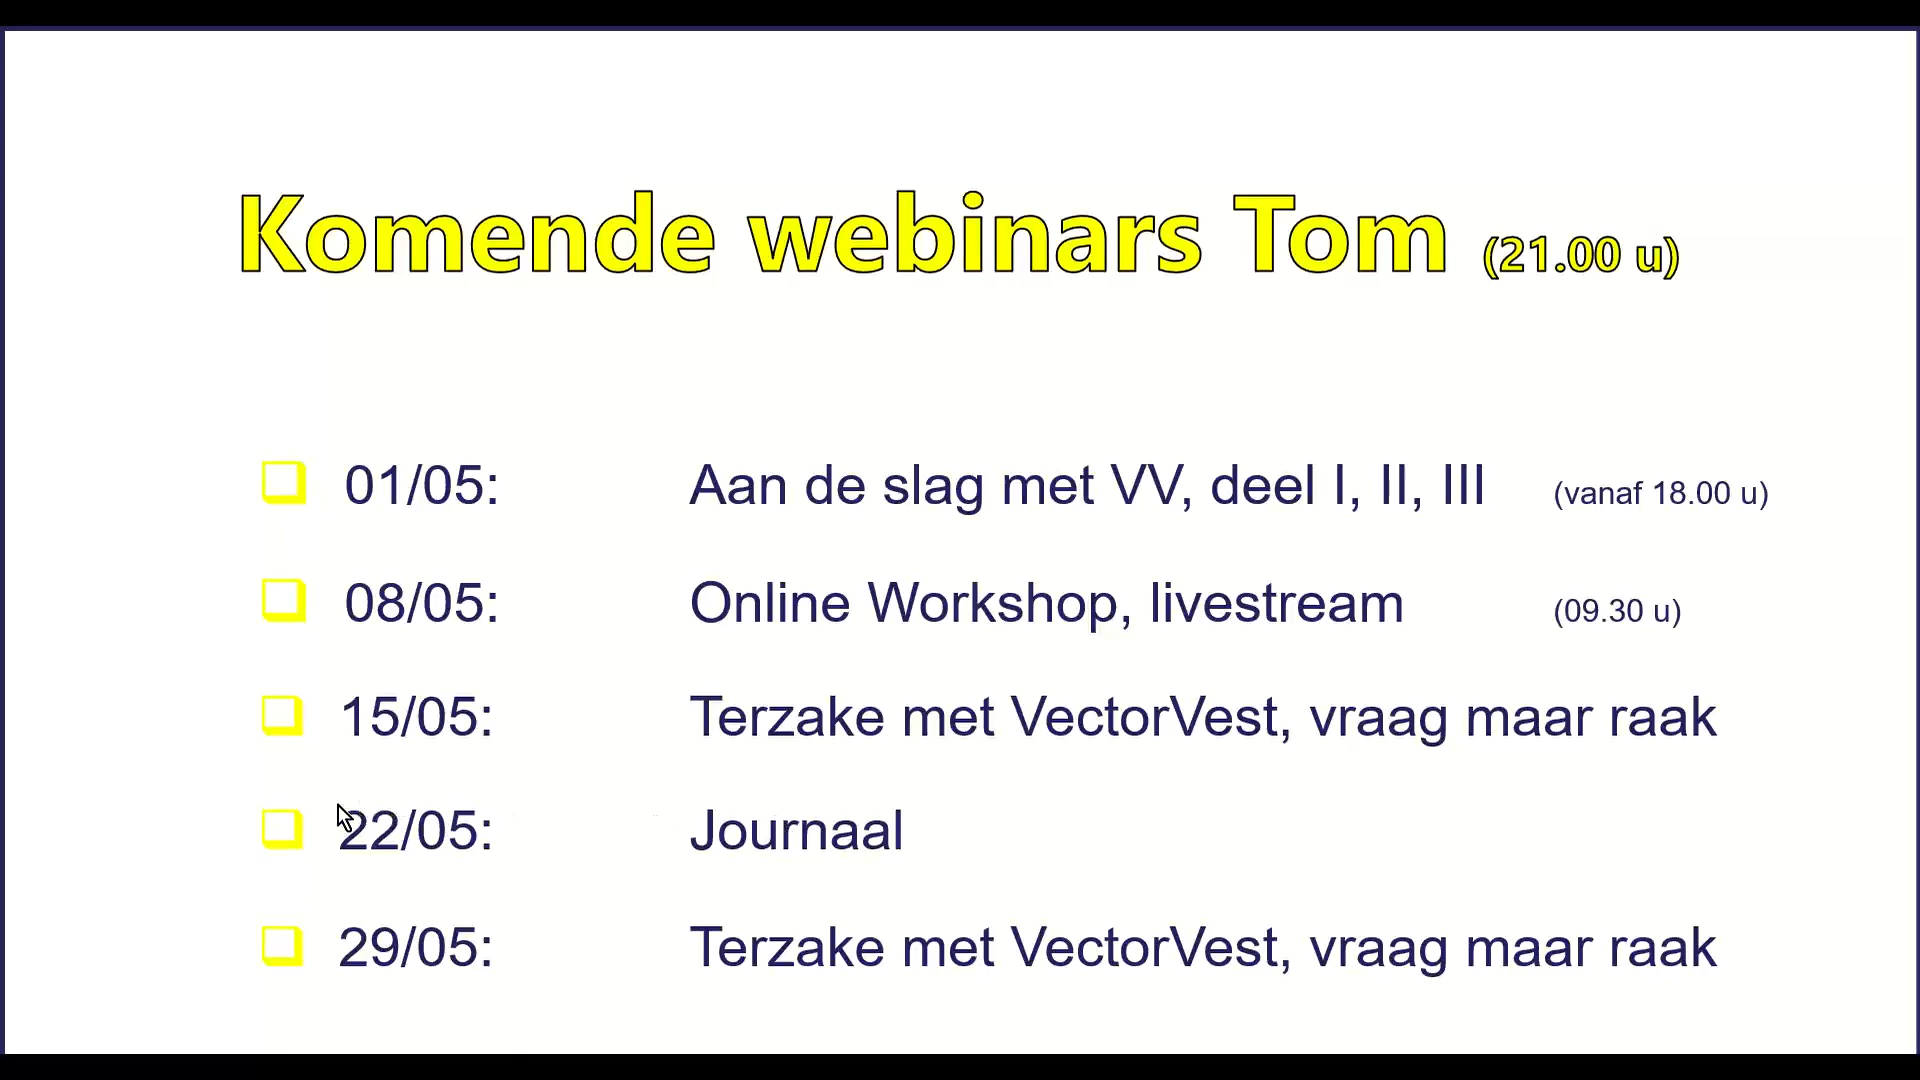 Komende webinars Tom (21.00 u)
01/05: Aan de slag met VV, deel I, II, III (vanaf 18.00 u)
08/05: Online Workshop, livestream (09.30 u)
15/05: Terzake met VectorVest, vraag maar raak
22/05: Journaal
29/05: Terzake met VectorVest, vraag maar raak